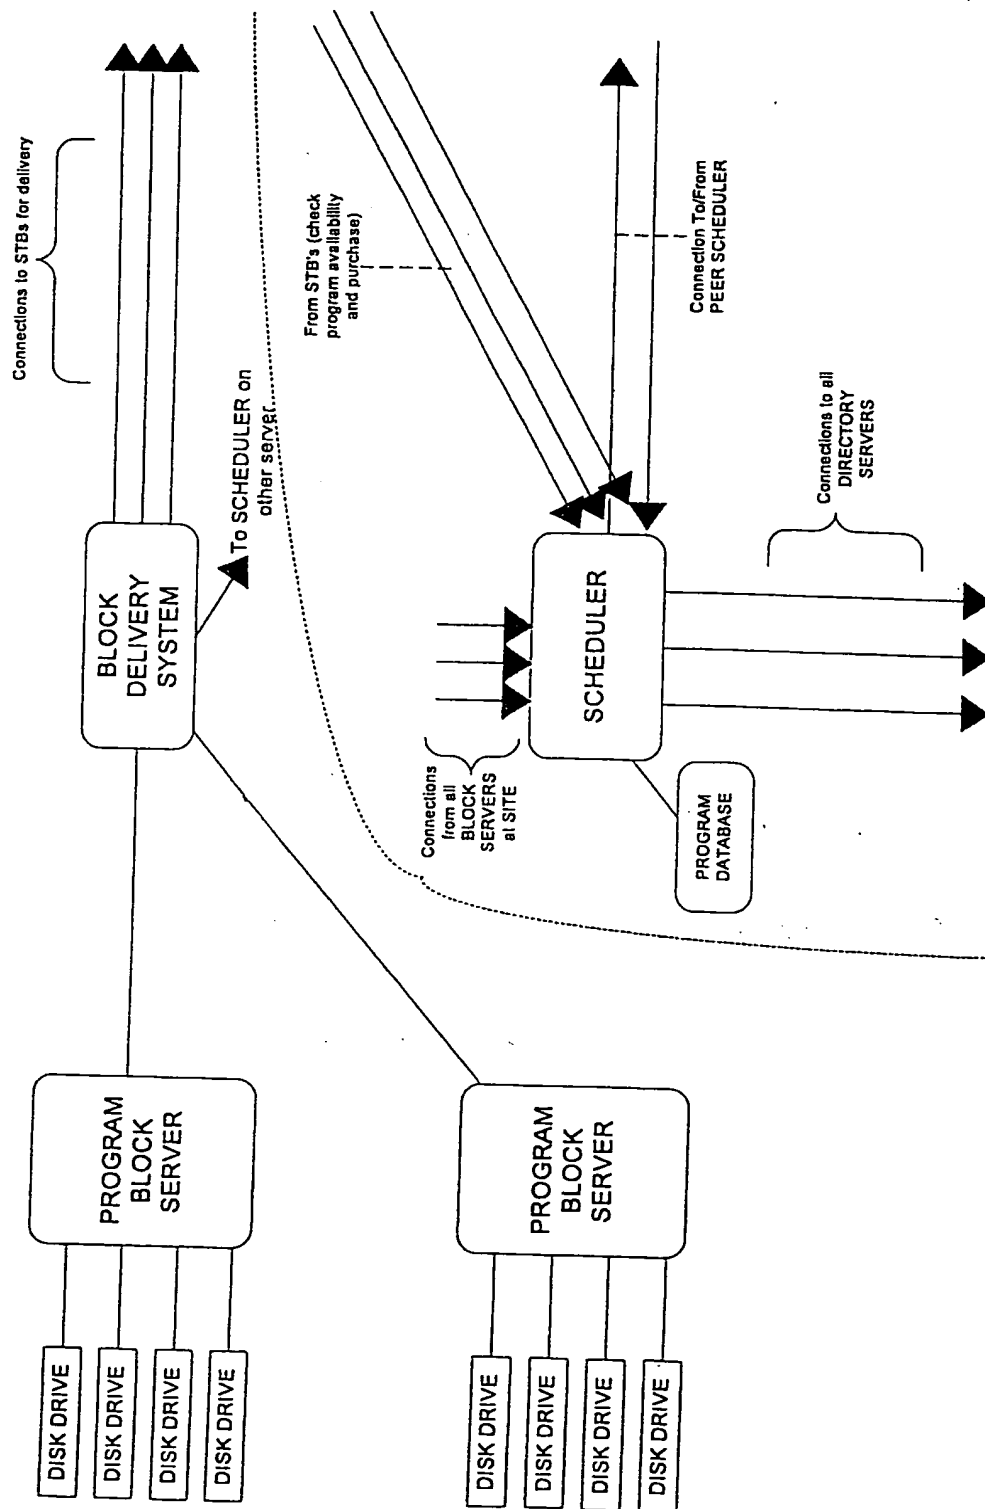 Connections to STBs for delivery
BLOCK
DELIVERY
SYSTEM
To SCHEDULER on
other server
From STB's (check
program availability
and purchase)
Connection To/From
PEER SCHEDULER
Connections to all
DIRECTORY
SERVERS
Connections
from all
BLOCK
SERVERS
at SITE
SCHEDULER
PROGRAM
DATABASE
PROGRAM
BLOCK
SERVER
PROGRAM
BLOCK
SERVER
DISK DRIVE
DISK DRIVE
DISK DRIVE
DISK DRIVE
DISK DRIVE
DISK DRIVE
DISK DRIVE
DISK DRIVE